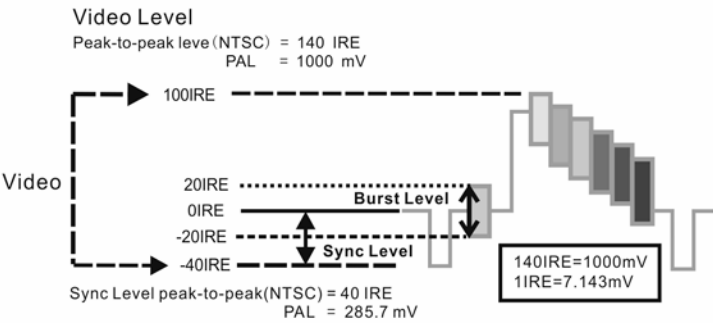 Video Level
Peak-to-peak leve(NTSC) = 140 IRE
PAL = 1000 mV
100IRE
Video
20IRE
Burst Level
0IRE
-20IRE
Sync Level
-40IRE
140IRE=1000mV
1IRE=7.143mV
Sync Level peak-to-peak(NTSC) = 40 IRE
PAL = 285.7 mV